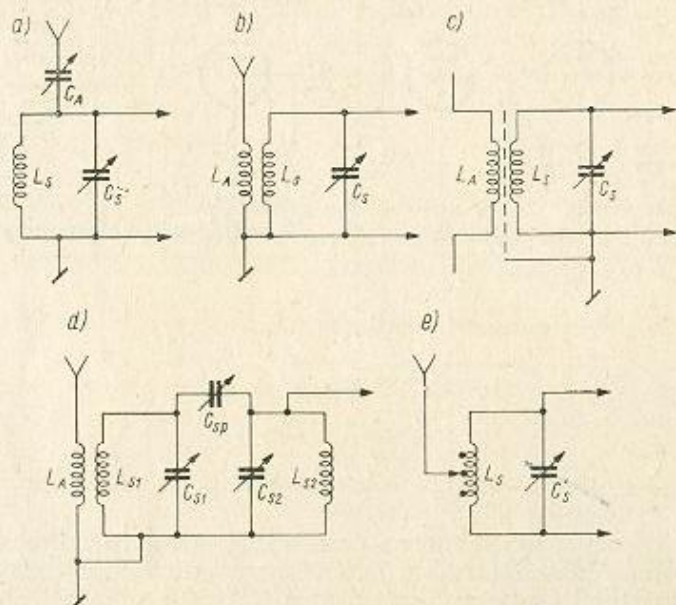 a)
C_A
L_s
C_s
b)
L_A
L_s
C_s
c)
L_A
L_s
C_s
d)
L_A
L_s1
C_s1
C_sp
C_s2
L_s2
e)
L_s
C_s